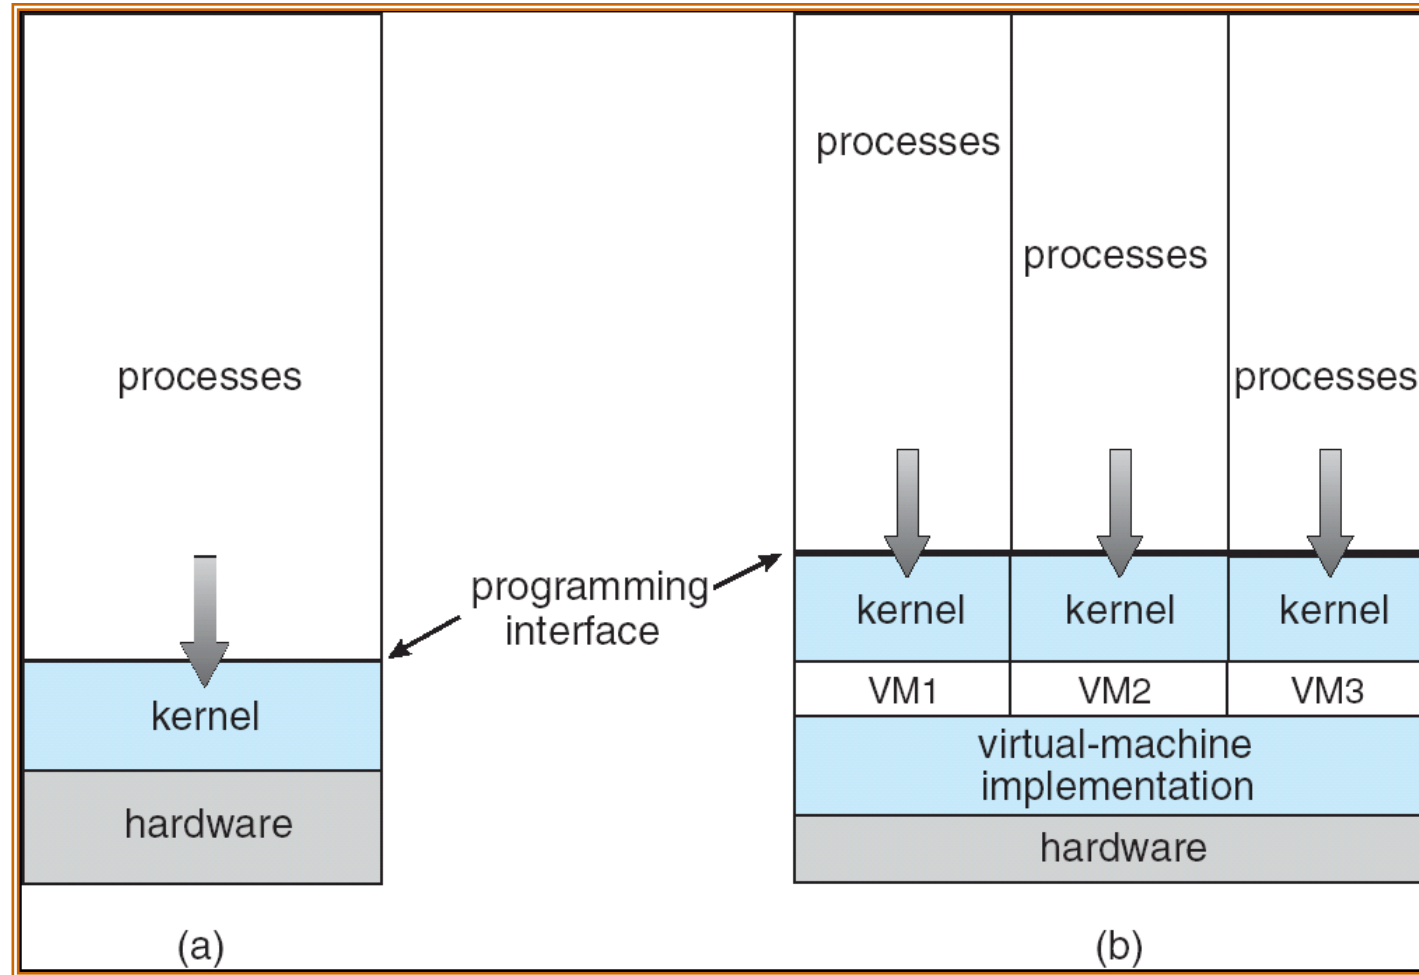 processes
kernel
hardware
(a)
programming
interface
processes
processes
processes
kernel kernel kernel
VM1 VM2 VM3
virtual-machine
implementation
hardware
(b)